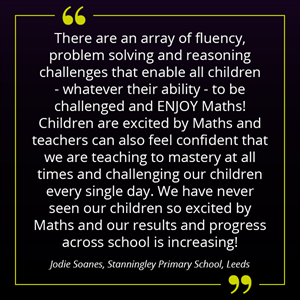 There are an array of fluency,
problem solving and reasoning
challenges that enable all children
- whatever their ability - to be
challenged and ENJOY Maths!
Children are excited by Maths and
teachers can also feel confident that
we are teaching to mastery at all
times and challenging our children
every single day. We have never
seen our children so excited by
Maths and our results and progress
across school is increasing!
Jodie Soanes, Stanningley Primary School, Leeds